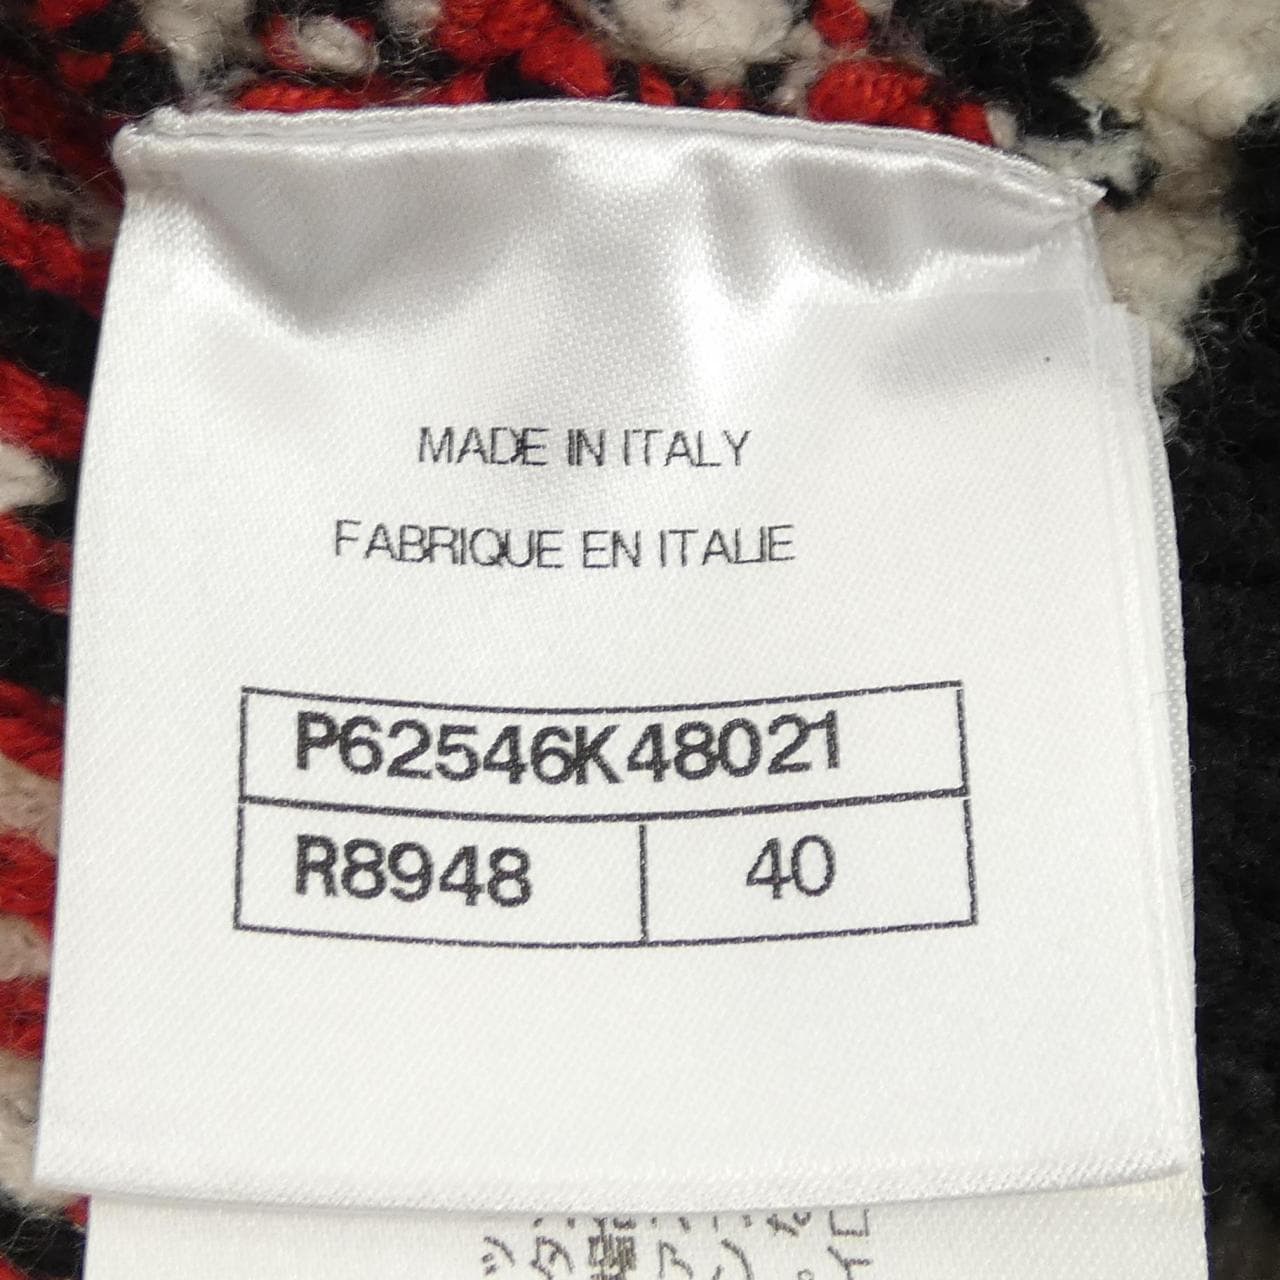 MADE IN ITALY
FABRIQUE EN ITALIE
P62546K48021
R8948
40